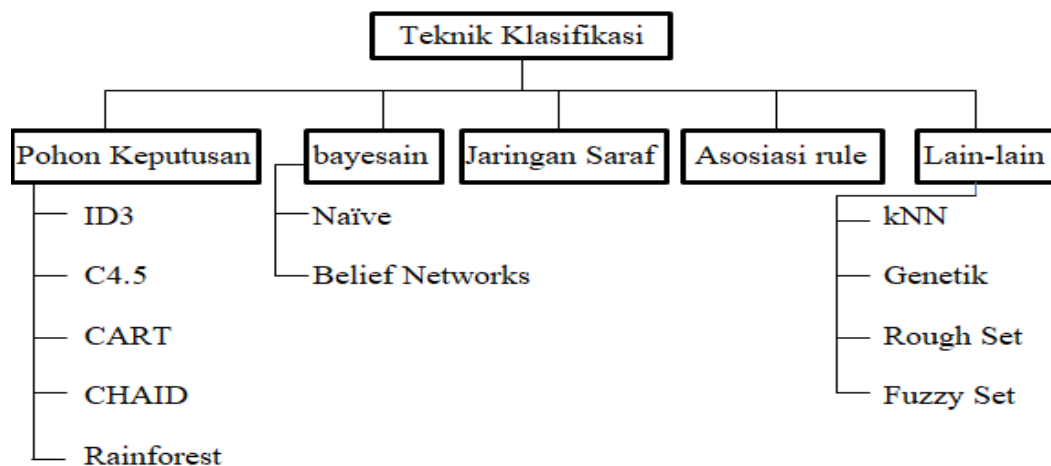 Teknik Klasifikasi
Pohon Keputusan
bayesain
Jaringan Saraf
Asosiasi rule
Lain-lain
ID3
C4.5
CART
CHAID
Rainforest
Naïve
Belief Networks
kNN
Genetik
Rough Set
Fuzzy Set